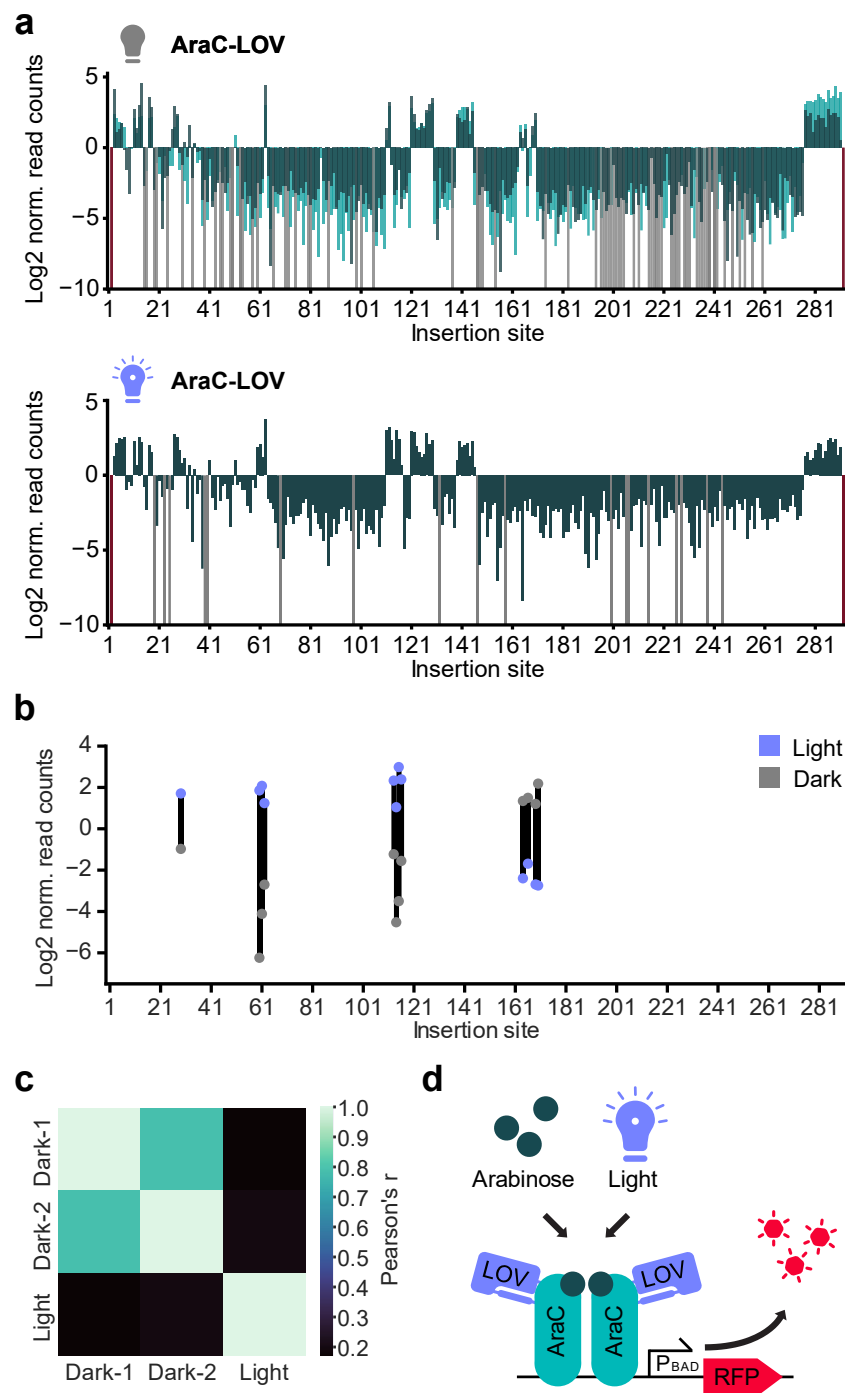 a
AraC-LOV
Log2 norm. read counts
5
0
−5
−10
1 21 41 61 81 101 121 141 161 181 201 221 241 261 281
Insertion site
AraC-LOV
Log2 norm. read counts
5
0
−5
−10
1 21 41 61 81 101 121 141 161 181 201 221 241 261 281
Insertion site
b
Log2 norm. read counts
4
2
0
−2
−4
−6
1 21 41 61 81 101 121 141 161 181 201 221 241 261 281
Insertion site
Light
Dark
c
Dark-1
Dark-2
Light
Dark-1 Dark-2 Light
1.0
0.9
0.8
0.7
0.6
0.5
0.4
0.3
0.2
Pearson's r
d
Arabinose Light
LOV LOV
AraC AraC
PBAD
RFP